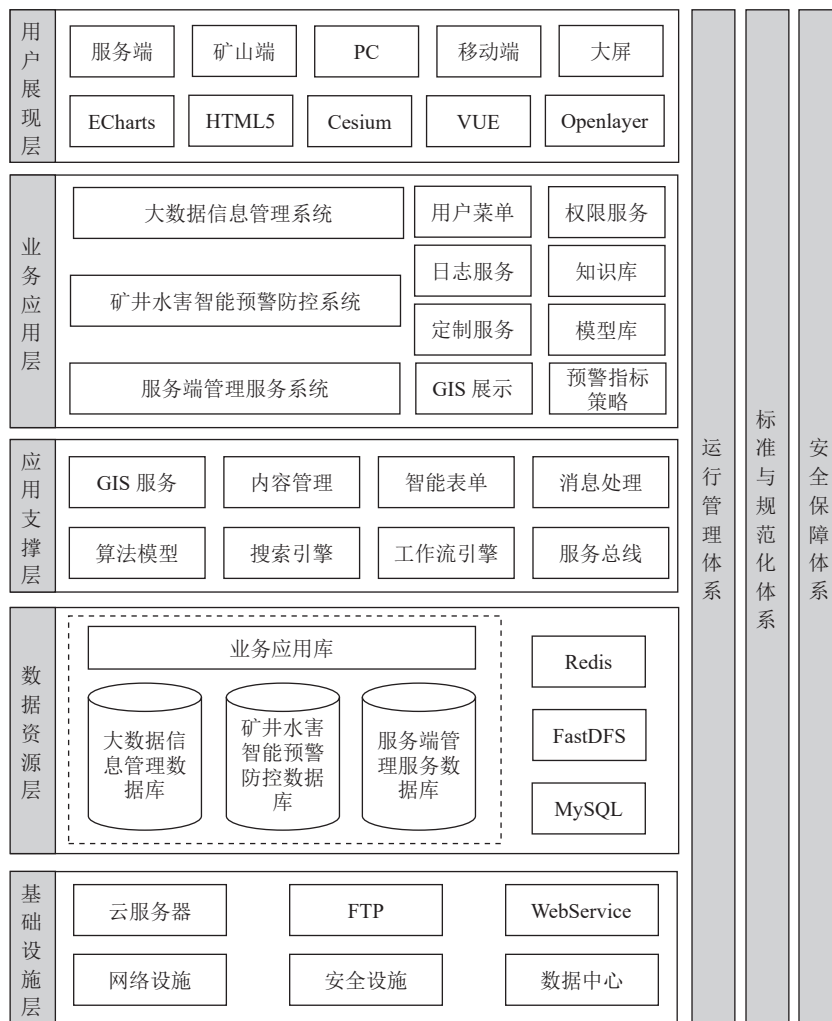 用户展现层
服务端
矿山端
PC
移动端
大屏
ECharts
HTML5
Cesium
VUE
Openlayer
业务应用层
大数据信息管理系统
用户菜单
权限服务
日志服务
知识库
矿井水害智能预警防控系统
定制服务
模型库
服务端管理服务系统
GIS 展示
预警指标
策略
应用支撑层
GIS 服务
内容管理
智能表单
消息处理
算法模型
搜索引擎
工作流引擎
服务总线
数据资源层
业务应用库
大数据信
息管理数
据库
矿井水害
智能预警
防控数据
库
服务端管
理服务数
据库
Redis
FastDFS
MySQL
基础设施层
云服务器
FTP
WebService
网络设施
安全设施
数据中心
运行管理体系
标准与规范化体系
安全保障体系